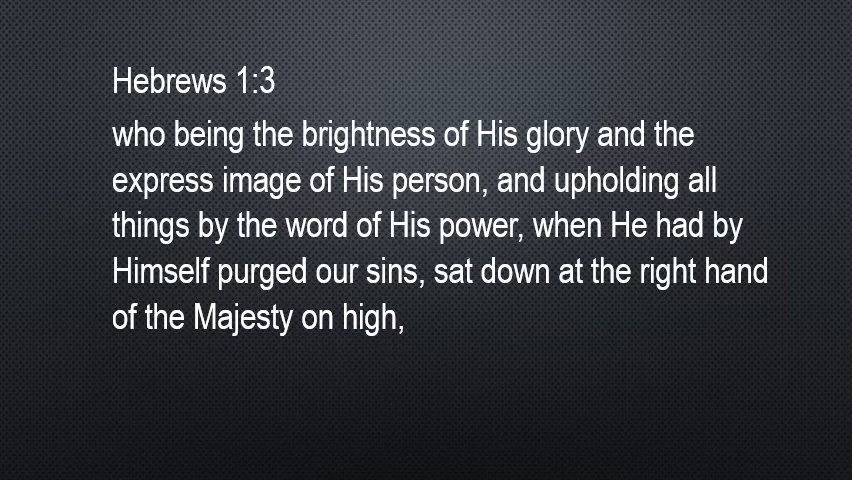 Hebrews 1:3
who being the brightness of His glory and the
express image of His person, and upholding all
things by the word of His power, when He had by
Himself purged our sins, sat down at the right hand
of the Majesty on high,